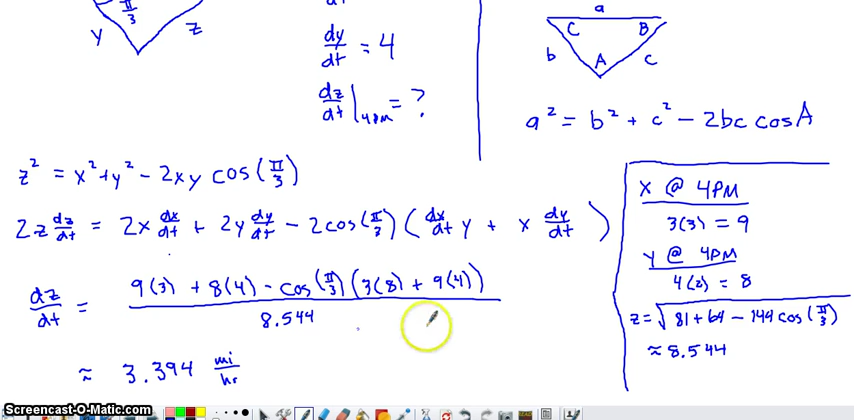 π/3
y
z
dx/dt
dy/dt = 4
dz/dt |4PM = ?
a
C B
b A c
a² = b² + c² - 2bc cos A
z² = x² + y² - 2xy cos(π/3)
2z dz/dt = 2x dx/dt + 2y dy/dt - 2cos(π/3) (dx/dt y + x dy/dt)
dz/dt = 9(3) + 8(4) - cos(π/3)(3(8) + 9(4))
8.544
≈ 3.394 mi/hr
X @ 4PM
3(3) = 9
Y @ 4PM
4(2) = 8
z = √81 + 64 - 144 cos(π/3)
≈ 8.544
Screencast-O-Matic.com